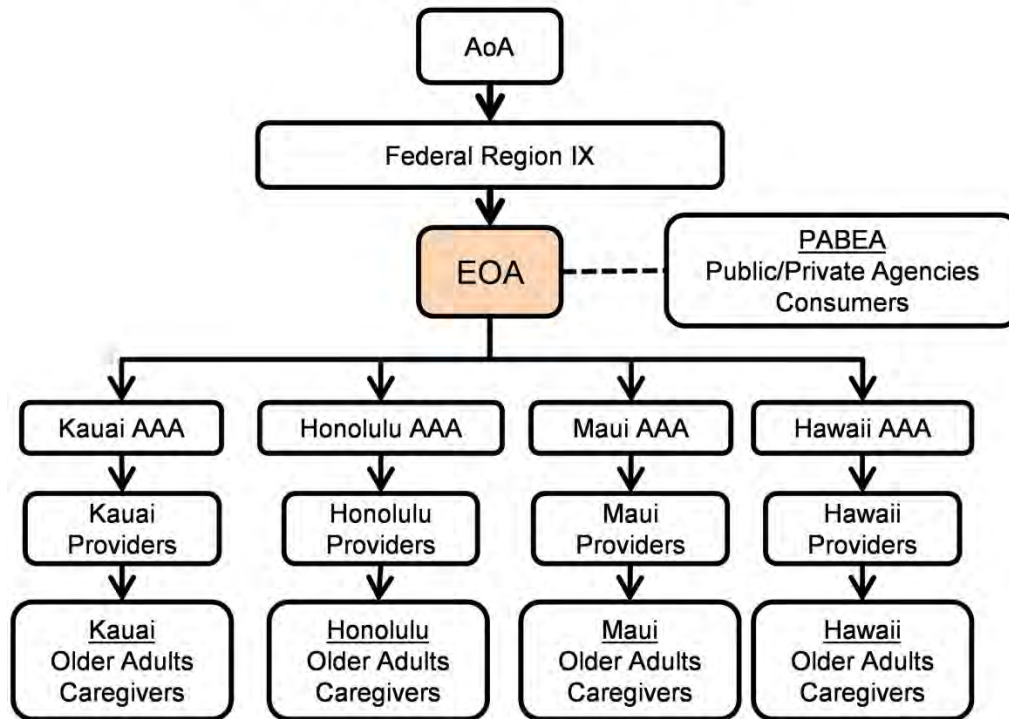 AoA
Federal Region IX
EOA
PABEA
Public/Private Agencies
Consumers
Kauai AAA
Honolulu AAA
Maui AAA
Hawaii AAA
Kauai
Providers
Honolulu
Providers
Maui
Providers
Hawaii
Providers
Kauai
Older Adults
Caregivers
Honolulu
Older Adults
Caregivers
Maui
Older Adults
Caregivers
Hawaii
Older Adults
Caregivers